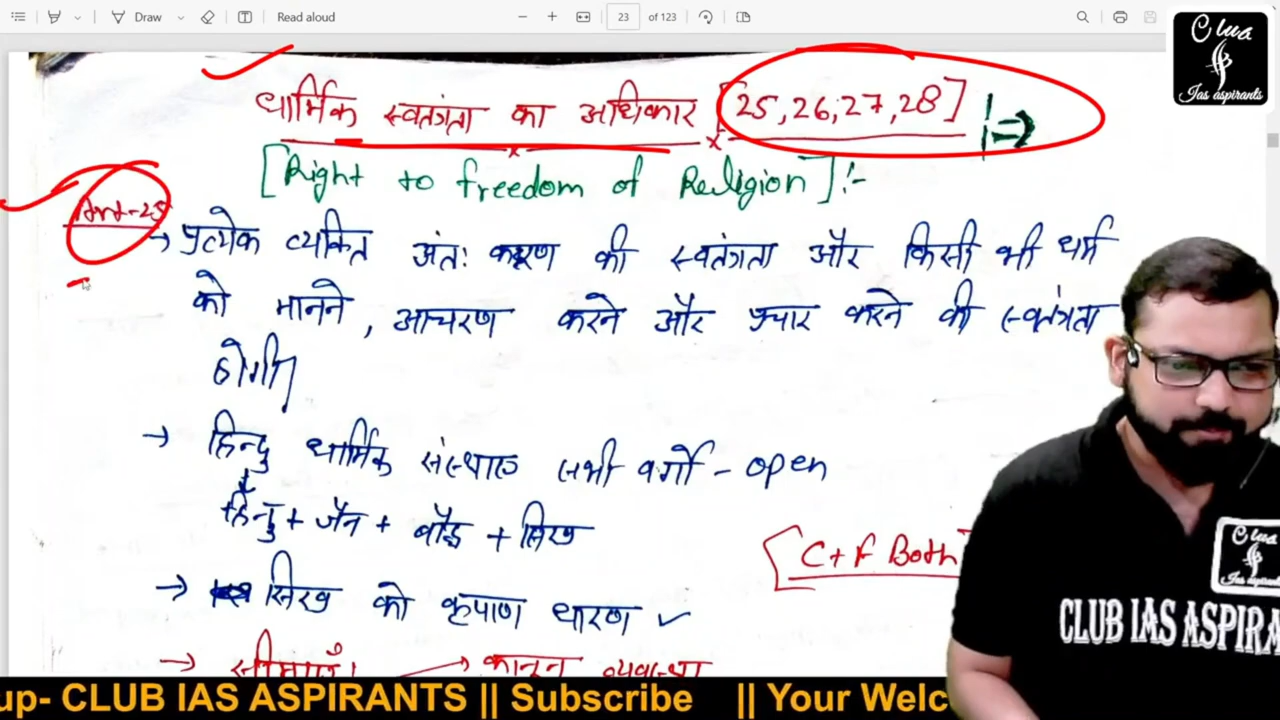 Draw
Read aloud
23 of 123
Club
Ias aspirants
धार्मिक स्वतंत्रता का अधिकार [25, 26, 27, 28] ⇒
[Right to freedom of Religion] :-
Art-25
→ प्रत्येक व्यक्ति अंतः करण की स्वतंत्रता और किसी भी धर्म
को मानने, आचरण करने और प्रचार करने की स्वतंत्रता
होगी।
→ हिन्दु धार्मिक संस्थाए सभी वर्गो - open
हिन्दु + जैन + बौद्ध + सिख
[C + F Both
→ सिख को कृपाण धारण ✓
→ सीमाएँ! → कानून व्यवस्था
Ias aspirants
CLUB IAS ASPIRA
up- CLUB IAS ASPIRANTS || Subscribe || Your Welc